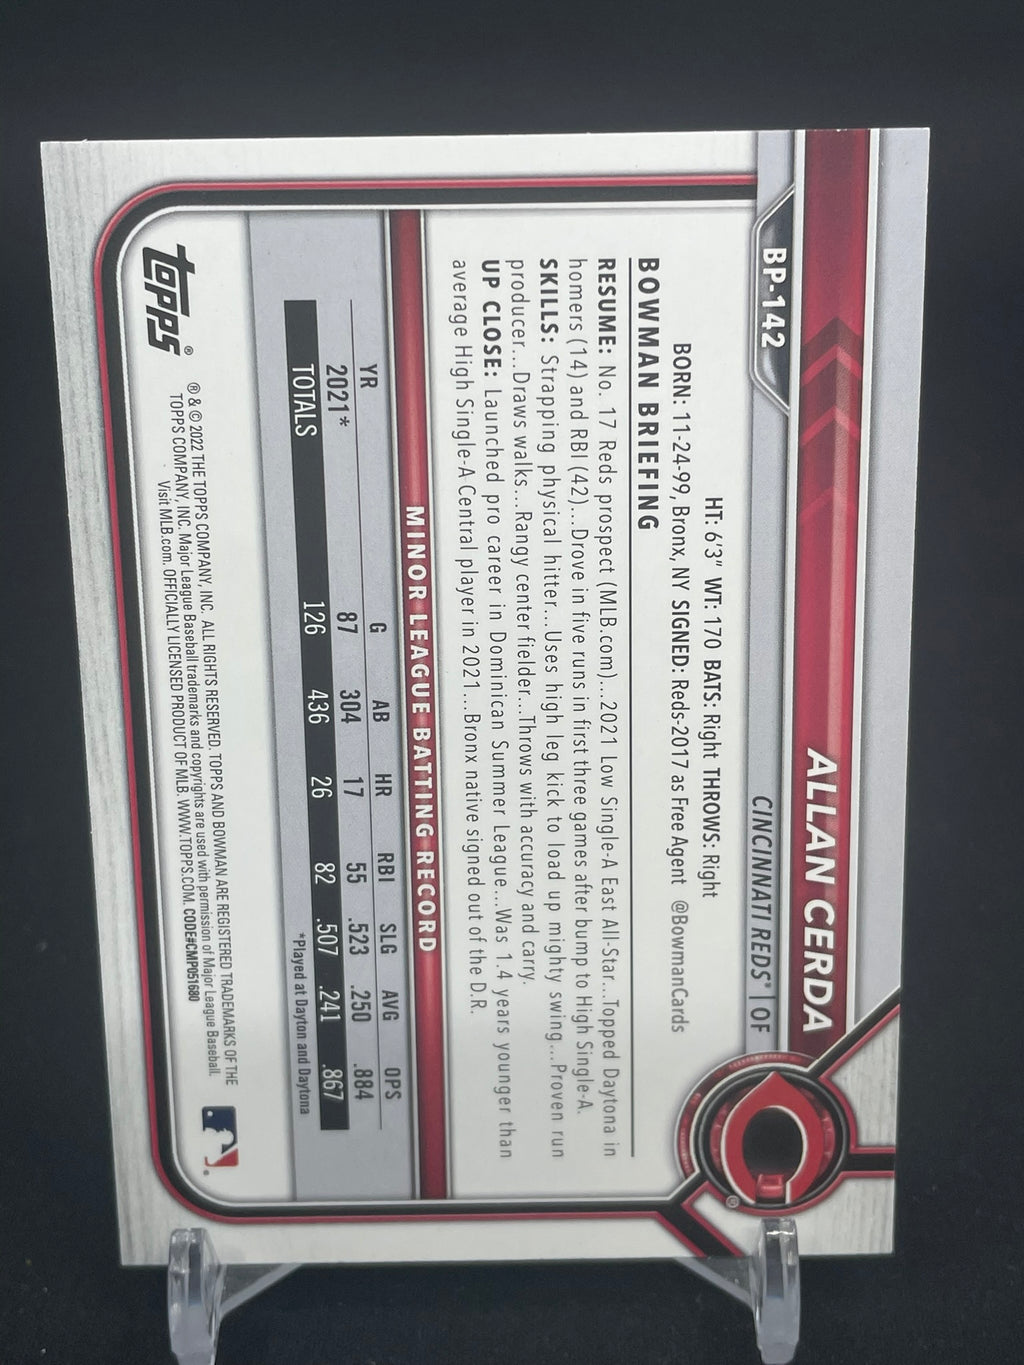 BP-142
ALLAN CERDA
CINCINNATI REDS® | OF
HT: 6'3" WT: 170 BATS: Right THROWS: Right
BORN: 11-24-99, Bronx, NY SIGNED: Reds-2017 as Free Agent @BowmanCards
BOWMAN BRIEFING
RESUME: No. 17 Reds prospect (MLB.com)...2021 Low Single-A East All-Star...Topped Daytona in
homers (14) and RBI (42)...Drove in five runs in first three games after bump to High Single-A.
SKILLS: Strapping physical hitter...Uses high leg kick to load up mighty swing...Proven run
producer...Draws walks...Rangy center fielder...Throws with accuracy and carry.
UP CLOSE: Launched pro career in Dominican Summer League...Was 1.4 years younger than
average High Single-A Central player in 2021...Bronx native signed out of the D.R.
MINOR LEAGUE BATTING RECORD
YR G AB HR RBI SLG AVG OPS
2021* 87 304 17 55 .523 .250 .884
TOTALS 126 436 26 82 .507 .241 .867
*Played at Dayton and Daytona
topps®
® & © 2022 THE TOPPS COMPANY, INC. ALL RIGHTS RESERVED. TOPPS AND BOWMAN ARE REGISTERED TRADEMARKS OF THE
TOPPS COMPANY, INC. Major League Baseball trademarks and copyrights are used with permission of Major League Baseball.
Visit MLB.com. OFFICIALLY LICENSED PRODUCT OF MLB. WWW.TOPPS.COM. CODE#CMP051680